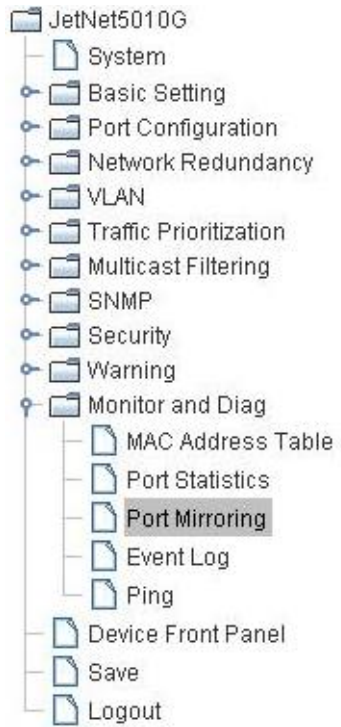 JetNet5010G
System
Basic Setting
Port Configuration
Network Redundancy
VLAN
Traffic Prioritization
Multicast Filtering
SNMP
Security
Warning
Monitor and Diag
MAC Address Table
Port Statistics
Port Mirroring
Event Log
Ping
Device Front Panel
Save
Logout